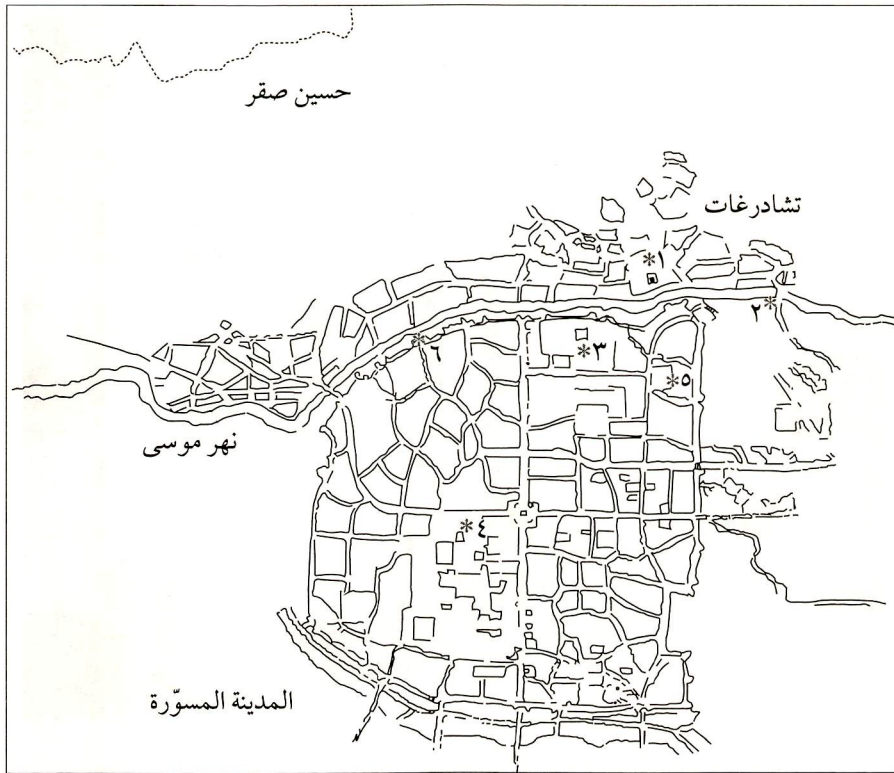 حسين صقر
تشادرغات
*١
٢*
*٣
*٦
*٥
نهر موسى
*٤
المدينة المسوّرة